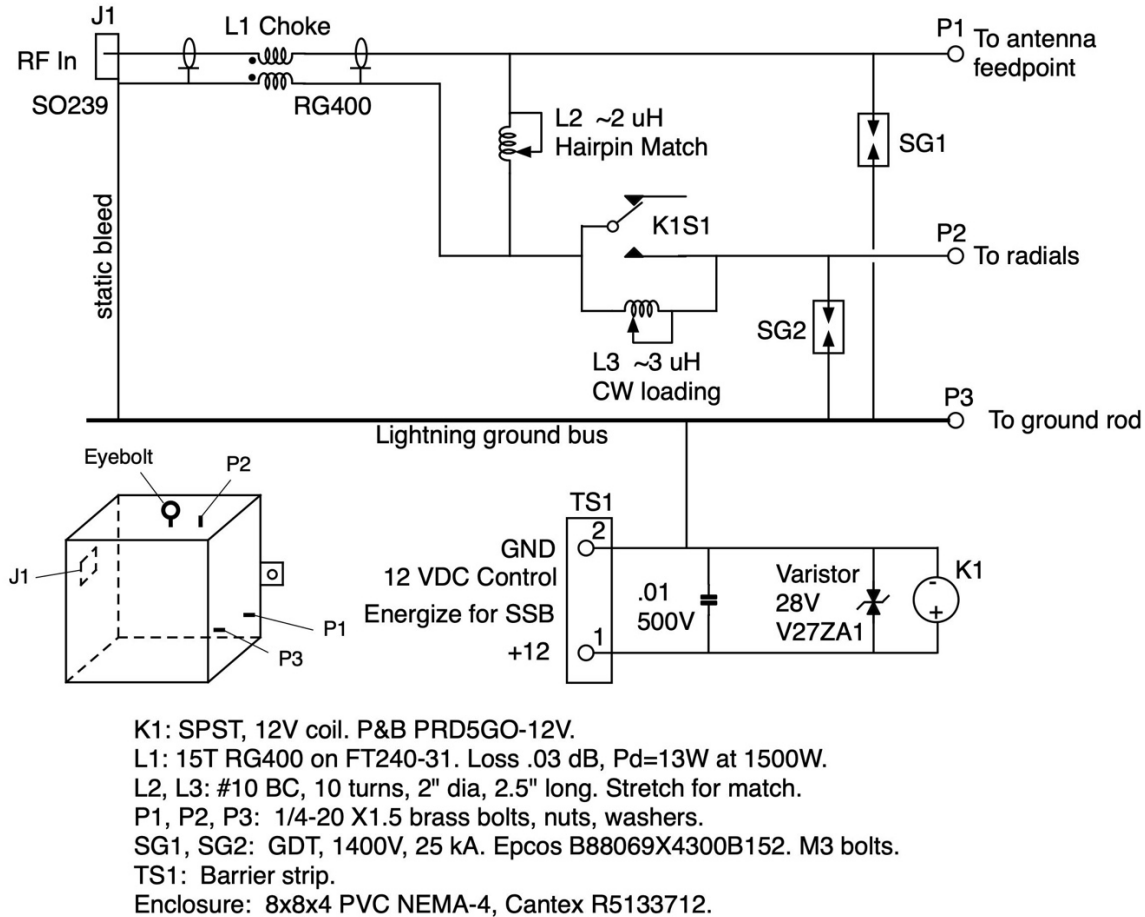 J1
L1 Choke
P1
To antenna
feedpoint
RF In
SO239
RG400
L2 ~2 uH
Hairpin Match
SG1
static bleed
K1S1
P2
To radials
SG2
L3 ~3 uH
CW loading
P3
To ground rod
Lightning ground bus
Eyebolt
P2
J1
P1
P3
TS1
2
GND
12 VDC Control
Energize for SSB
+12
1
.01
500V
Varistor
28V
V27ZA1
-
+
K1
K1: SPST, 12V coil. P&B PRD5GO-12V.
L1: 15T RG400 on FT240-31. Loss .03 dB, Pd=13W at 1500W.
L2, L3: #10 BC, 10 turns, 2" dia, 2.5" long. Stretch for match.
P1, P2, P3: 1/4-20 X1.5 brass bolts, nuts, washers.
SG1, SG2: GDT, 1400V, 25 kA. Epcos B88069X4300B152. M3 bolts.
TS1: Barrier strip.
Enclosure: 8x8x4 PVC NEMA-4, Cantex R5133712.